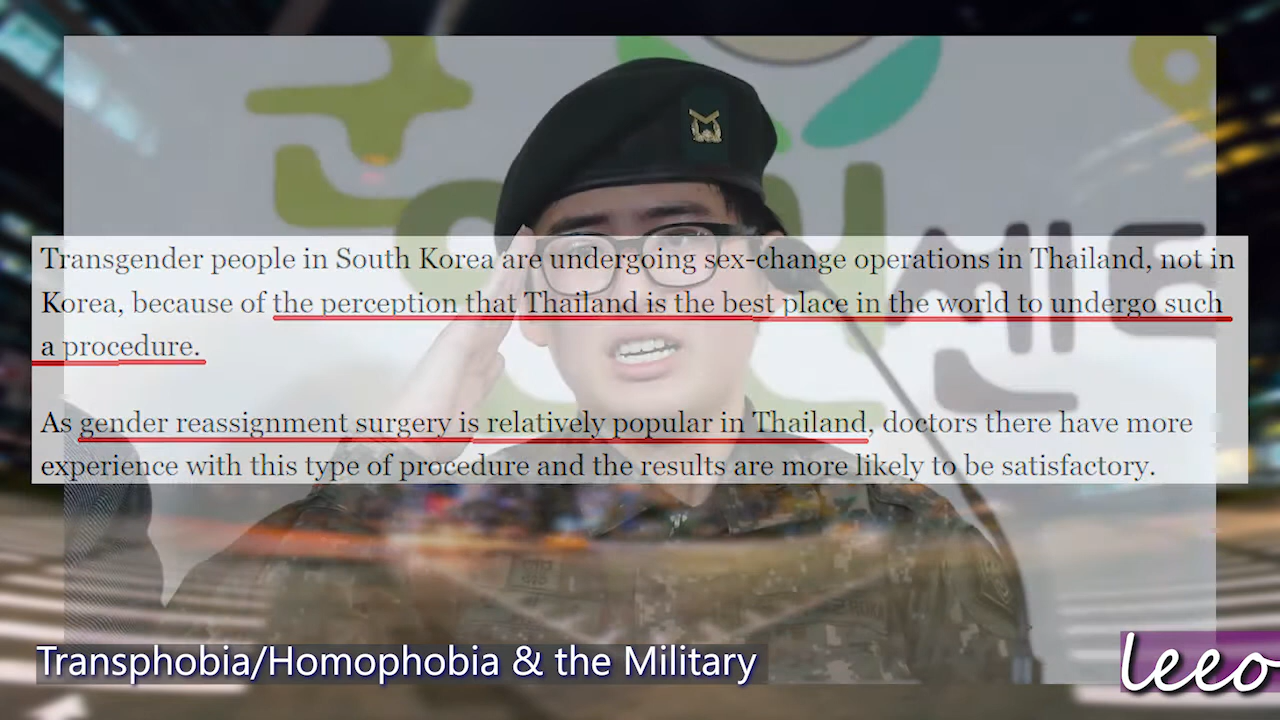 Transgender people in South Korea are undergoing sex-change operations in Thailand, not in
Korea, because of the perception that Thailand is the best place in the world to undergo such
a procedure.
As gender reassignment surgery is relatively popular in Thailand, doctors there have more
experience with this type of procedure and the results are more likely to be satisfactory.
Transphobia/Homophobia & the Military
leeo